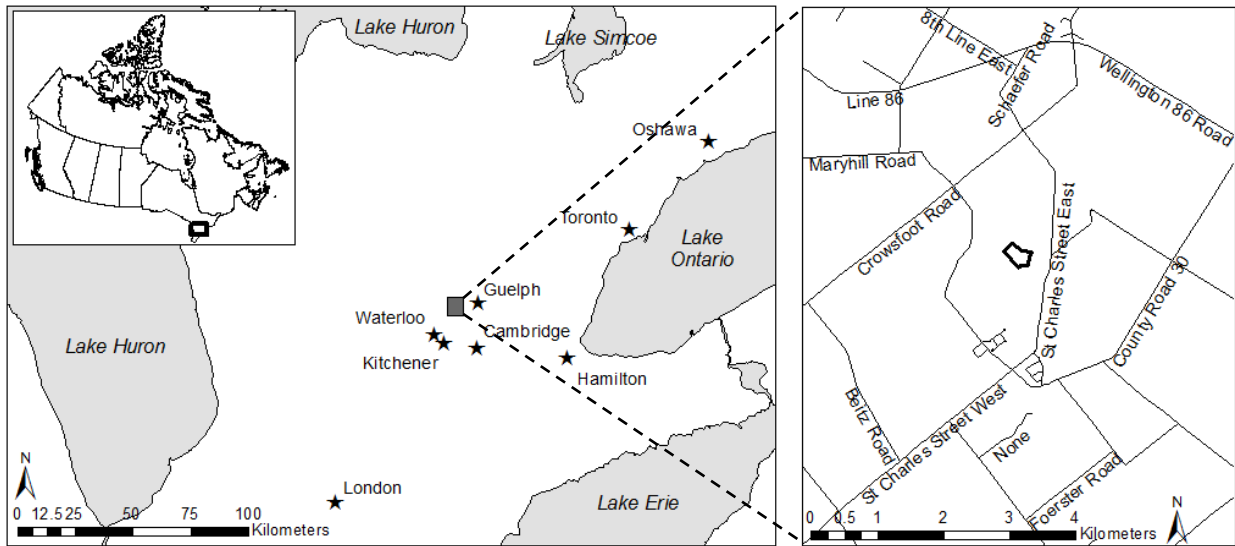 Lake Huron
Lake Simcoe
Oshawa
Toronto
Lake
Ontario
Guelph
Waterloo
Cambridge
Kitchener
Hamilton
Lake Huron
London
Lake Erie
N
0 12.5 25 50 75 100
Kilometers
8th Line East
Schaefer Road
Wellington 86 Road
Line 86
Maryhill Road
Crowsfoot Road
St Charles Street East
County Road 30
Beitz Road
St Charles Street West
None
Foerster Road
N
0 0.5 1 2 3 4
Kilometers